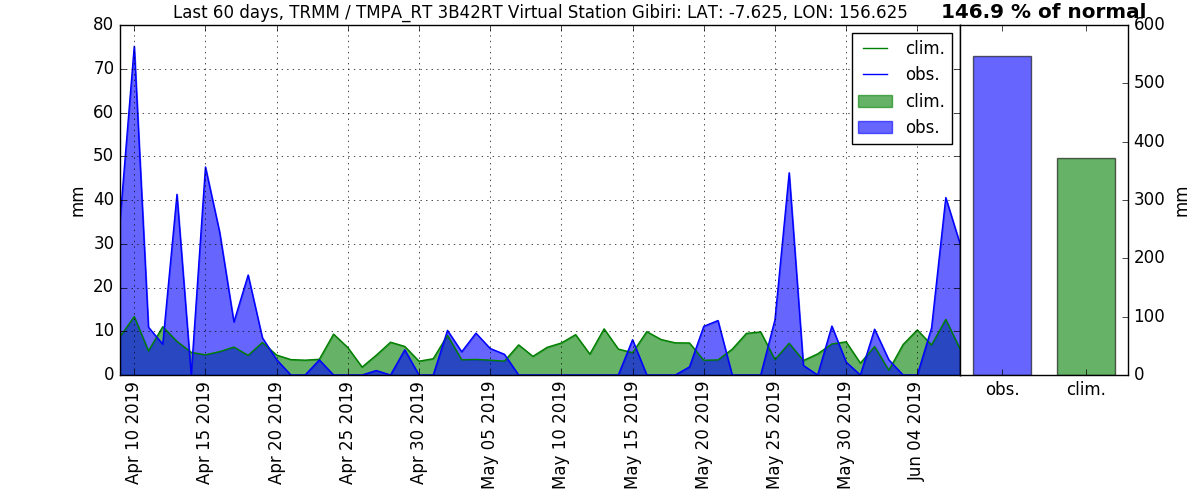 Last 60 days, TRMM / TMPA_RT 3B42RT Virtual Station Gibiri: LAT: -7.625, LON: 156.625
146.9 % of normal
80
70
60
50
40
30
20
10
0
mm
clim.
obs.
clim.
obs.
Apr 10 2019
Apr 15 2019
Apr 20 2019
Apr 25 2019
Apr 30 2019
May 05 2019
May 10 2019
May 15 2019
May 20 2019
May 25 2019
May 30 2019
Jun 04 2019
600
500
400
300
200
100
0
mm
obs.
clim.